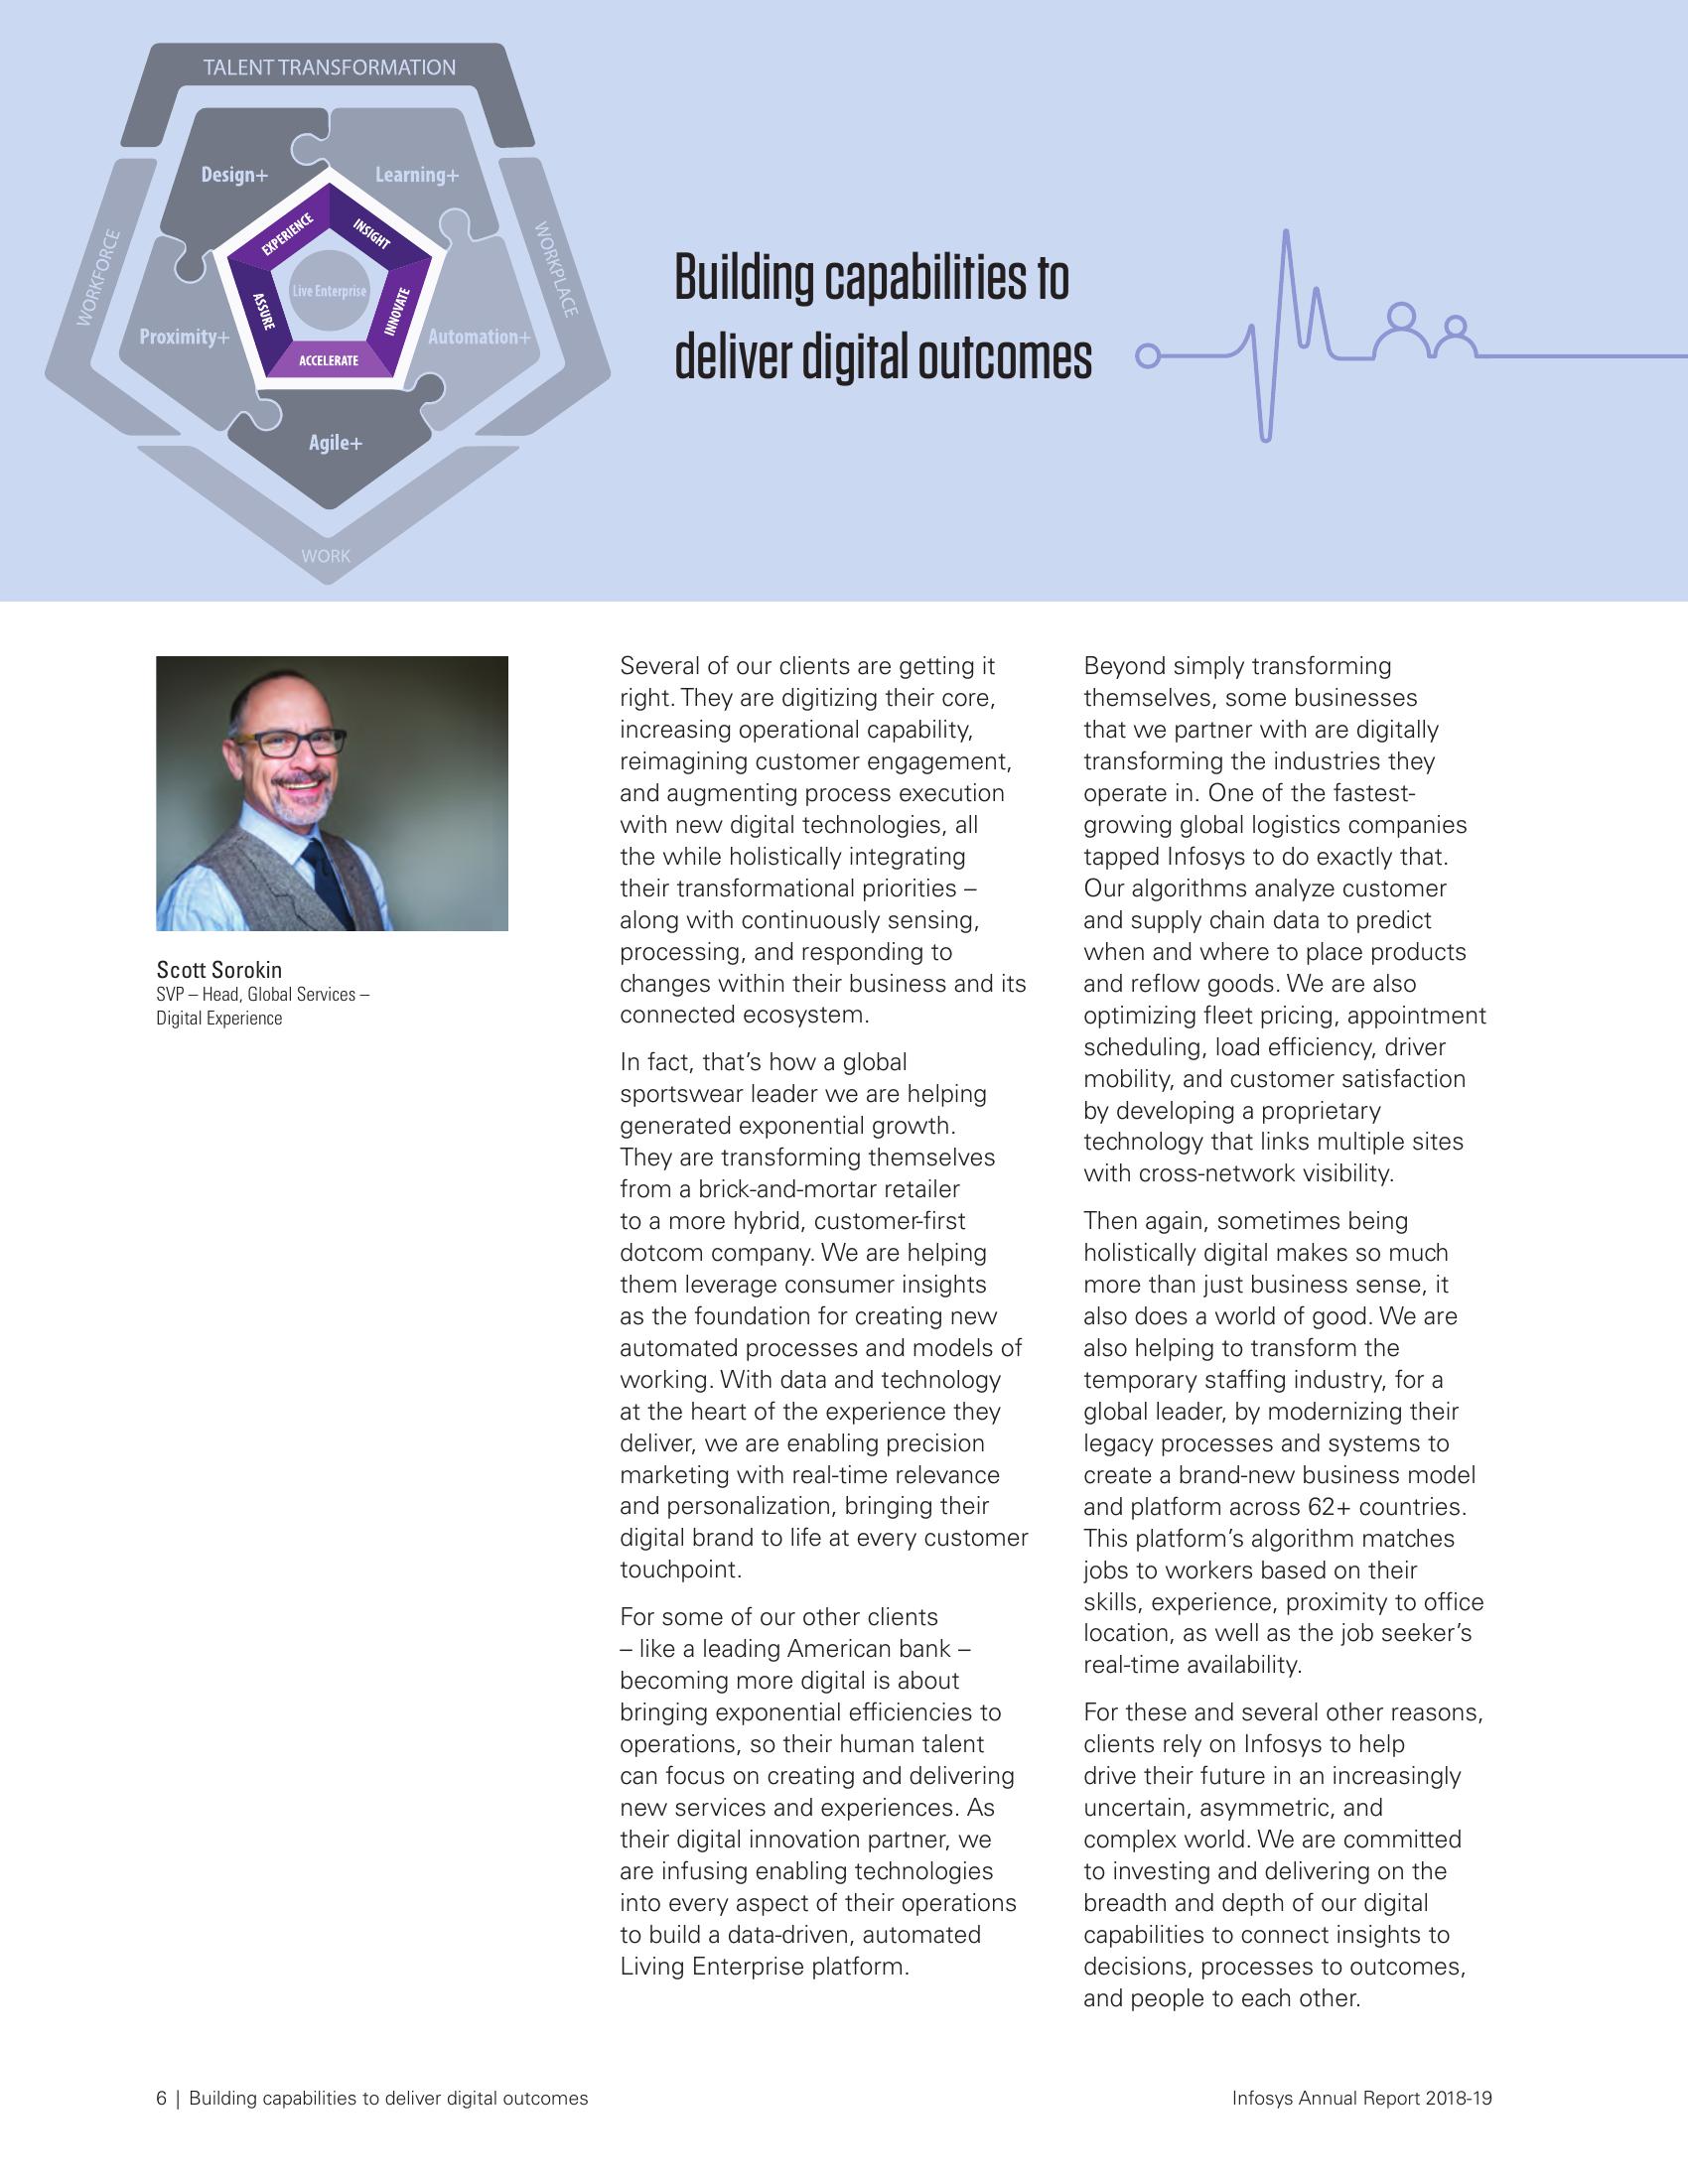 TALENT TRANSFORMATION
Design+
Learning+
WORKFORCE
WORKPLACE
EXPERIENCE
INSIGHT
Live Enterprise
ASSURE
INNOVATE
Proximity+
Automation+
ACCELERATE
Agile+
WORK
Building capabilities to
deliver digital outcomes
Scott Sorokin
SVP – Head, Global Services –
Digital Experience
Several of our clients are getting it
right. They are digitizing their core,
increasing operational capability,
reimagining customer engagement,
and augmenting process execution
with new digital technologies, all
the while holistically integrating
their transformational priorities –
along with continuously sensing,
processing, and responding to
changes within their business and its
connected ecosystem.
In fact, that’s how a global
sportswear leader we are helping
generated exponential growth.
They are transforming themselves
from a brick-and-mortar retailer
to a more hybrid, customer-first
dotcom company. We are helping
them leverage consumer insights
as the foundation for creating new
automated processes and models of
working. With data and technology
at the heart of the experience they
deliver, we are enabling precision
marketing with real-time relevance
and personalization, bringing their
digital brand to life at every customer
touchpoint.
For some of our other clients
– like a leading American bank –
becoming more digital is about
bringing exponential efficiencies to
operations, so their human talent
can focus on creating and delivering
new services and experiences. As
their digital innovation partner, we
are infusing enabling technologies
into every aspect of their operations
to build a data-driven, automated
Living Enterprise platform.
Beyond simply transforming
themselves, some businesses
that we partner with are digitally
transforming the industries they
operate in. One of the fastest-
growing global logistics companies
tapped Infosys to do exactly that.
Our algorithms analyze customer
and supply chain data to predict
when and where to place products
and reflow goods. We are also
optimizing fleet pricing, appointment
scheduling, load efficiency, driver
mobility, and customer satisfaction
by developing a proprietary
technology that links multiple sites
with cross-network visibility.
Then again, sometimes being
holistically digital makes so much
more than just business sense, it
also does a world of good. We are
also helping to transform the
temporary staffing industry, for a
global leader, by modernizing their
legacy processes and systems to
create a brand-new business model
and platform across 62+ countries.
This platform’s algorithm matches
jobs to workers based on their
skills, experience, proximity to office
location, as well as the job seeker’s
real-time availability.
For these and several other reasons,
clients rely on Infosys to help
drive their future in an increasingly
uncertain, asymmetric, and
complex world. We are committed
to investing and delivering on the
breadth and depth of our digital
capabilities to connect insights to
decisions, processes to outcomes,
and people to each other.
6 | Building capabilities to deliver digital outcomes
Infosys Annual Report 2018-19